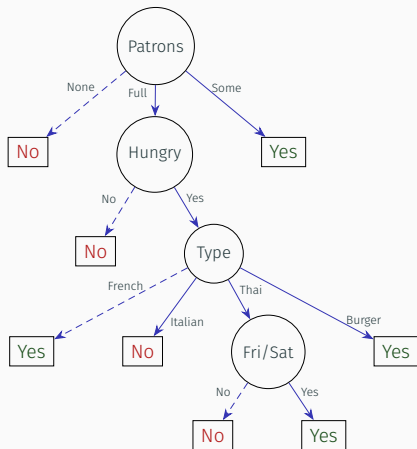 Patrons
None
Full
Some
No
Hungry
Yes
No
Yes
No
Type
French
Italian
Thai
Burger
Yes
No
Fri/Sat
Yes
No
Yes
No
Yes